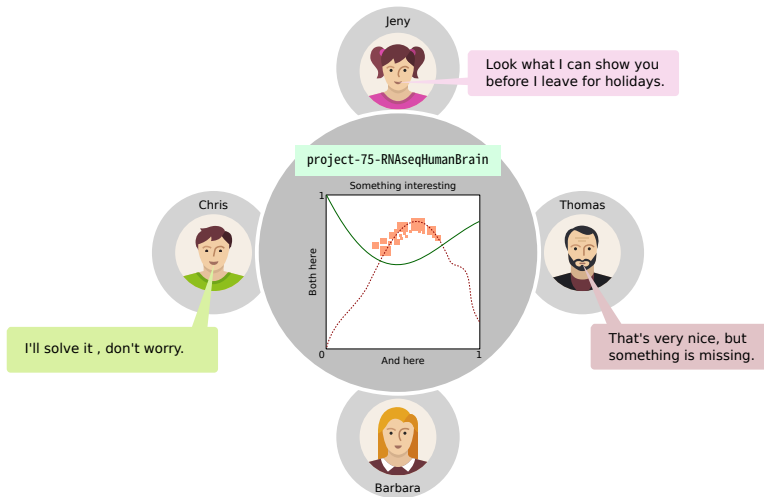 Jeny
Look what I can show you
before I leave for holidays.
project-75-RNAseqHumanBrain
Something interesting
1
Both here
0
1
And here
Chris
I'll solve it , don't worry.
Thomas
That's very nice, but
something is missing.
Barbara